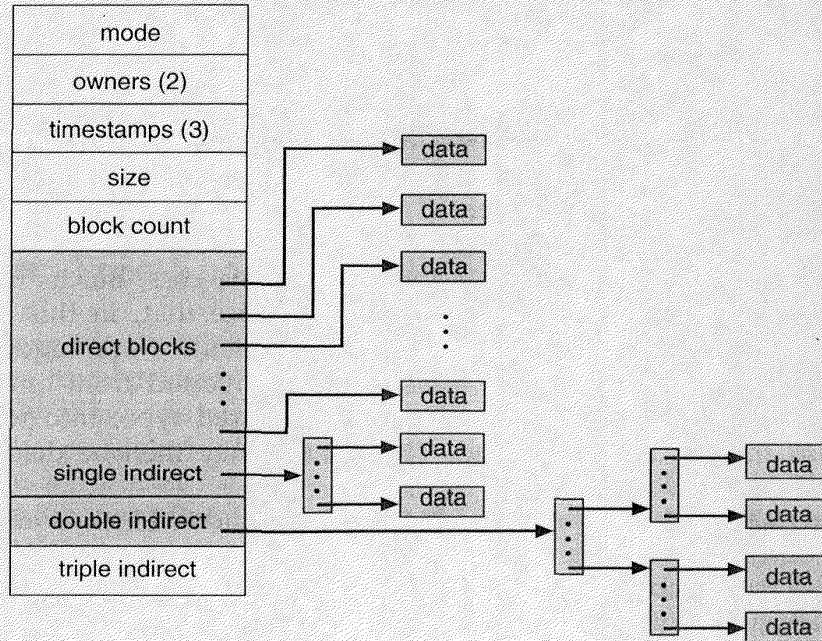 mode
owners (2)
timestamps (3)
size
block count
direct blocks
single indirect
double indirect
triple indirect
data
data
data
data
data
data
data
data
data
data